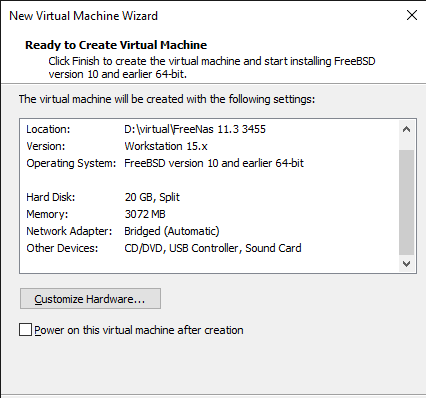 New Virtual Machine Wizard
Ready to Create Virtual Machine
Click Finish to create the virtual machine and start installing FreeBSD
version 10 and earlier 64-bit.
The virtual machine will be created with the following settings:
Location: D:\virtual\FreeNas 11.3 3455
Version: Workstation 15.x
Operating System: FreeBSD version 10 and earlier 64-bit
Hard Disk: 20 GB, Split
Memory: 3072 MB
Network Adapter: Bridged (Automatic)
Other Devices: CD/DVD, USB Controller, Sound Card
Customize Hardware...
Power on this virtual machine after creation